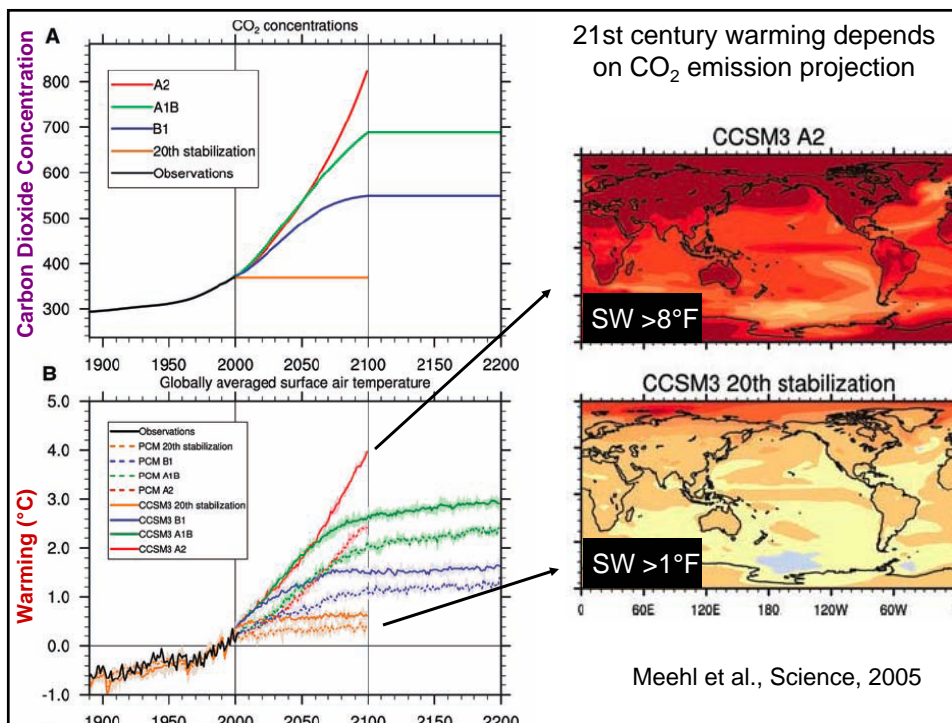 A
CO2 concentrations
Carbon Dioxide Concentration
800
700
600
500
400
300
A2
A1B
B1
20th stabilization
Observations
1900 1950 2000 2050 2100 2150 2200
B
Globally averaged surface air temperature
Warming (°C)
5.0
4.0
3.0
2.0
1.0
0.0
-1.0
Observations
PCM 20th stabilization
PCM B1
PCM A1B
PCM A2
CCSM3 20th stabilization
CCSM3 B1
CCSM3 A1B
CCSM3 A2
1900 1950 2000 2050 2100 2150 2200
21st century warming depends
on CO2 emission projection
CCSM3 A2
SW >8°F
CCSM3 20th stabilization
SW >1°F
0 60E 120E 180 120W 60W
Meehl et al., Science, 2005